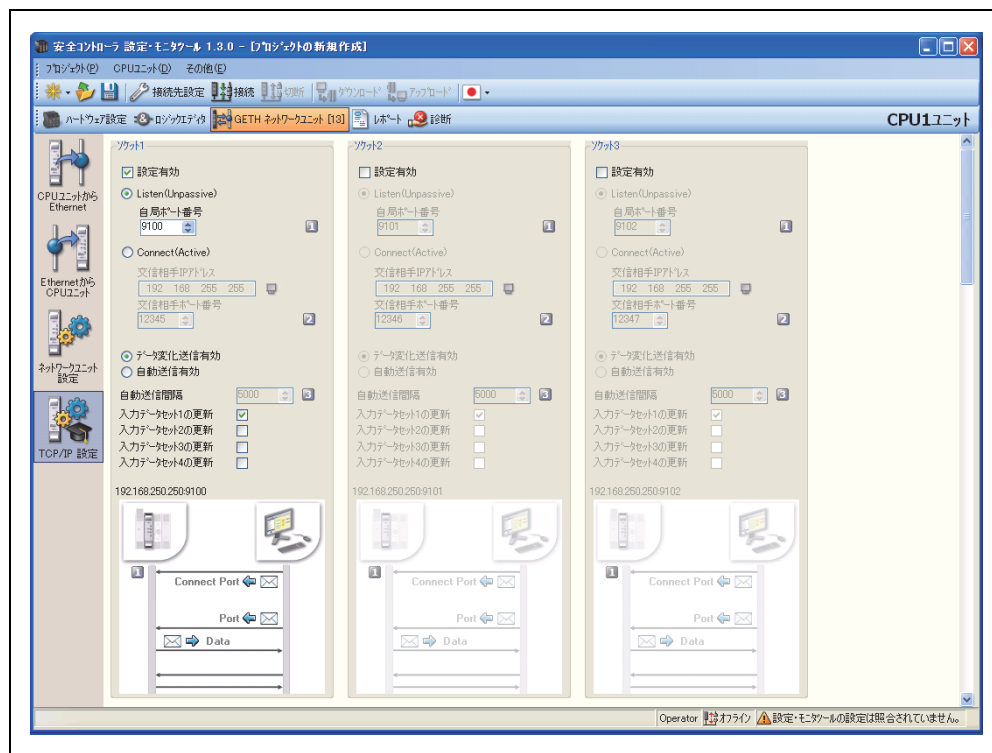 安全コントローラ 設定・モニタツール 1.3.0 - [プロジェクトの新規作成]
プロジェクト(P) CPUユニット(D) その他(E)
接続先設定 接続 切断 ダウンロード アップロード
ハードウェア設定 ロジックエディタ GETH ネットワークユニット [13] レポート 診断 CPU1ユニット
CPUユニットから
Ethernet
Ethernetから
CPUユニット
ネットワークユニット
設定
TCP/IP 設定
ソケット1
設定有効
Listen(Unpassive)
自局ポート番号
9100
1
Connect(Active)
交信相手IPアドレス
192 168 255 255
交信相手ポート番号
12345
2
データ変化送信有効
自動送信有効
自動送信間隔 5000 3
入力データセット1の更新
入力データセット2の更新
入力データセット3の更新
入力データセット4の更新
192.168.250.250:9100
1
Connect Port
Port
Data
ソケット2
設定有効
Listen(Unpassive)
自局ポート番号
9101
1
Connect(Active)
交信相手IPアドレス
192 168 255 255
交信相手ポート番号
12346
2
データ変化送信有効
自動送信有効
自動送信間隔 5000 3
入力データセット1の更新
入力データセット2の更新
入力データセット3の更新
入力データセット4の更新
192.168.250.250:9101
1
Connect Port
Port
Data
ソケット3
設定有効
Listen(Unpassive)
自局ポート番号
9102
1
Connect(Active)
交信相手IPアドレス
192 168 255 255
交信相手ポート番号
12347
2
データ変化送信有効
自動送信有効
自動送信間隔 5000 3
入力データセット1の更新
入力データセット2の更新
入力データセット3の更新
入力データセット4の更新
192.168.250.250:9102
1
Connect Port
Port
Data
Operator オフライン 設定・モニタツールの設定は照合されていません。